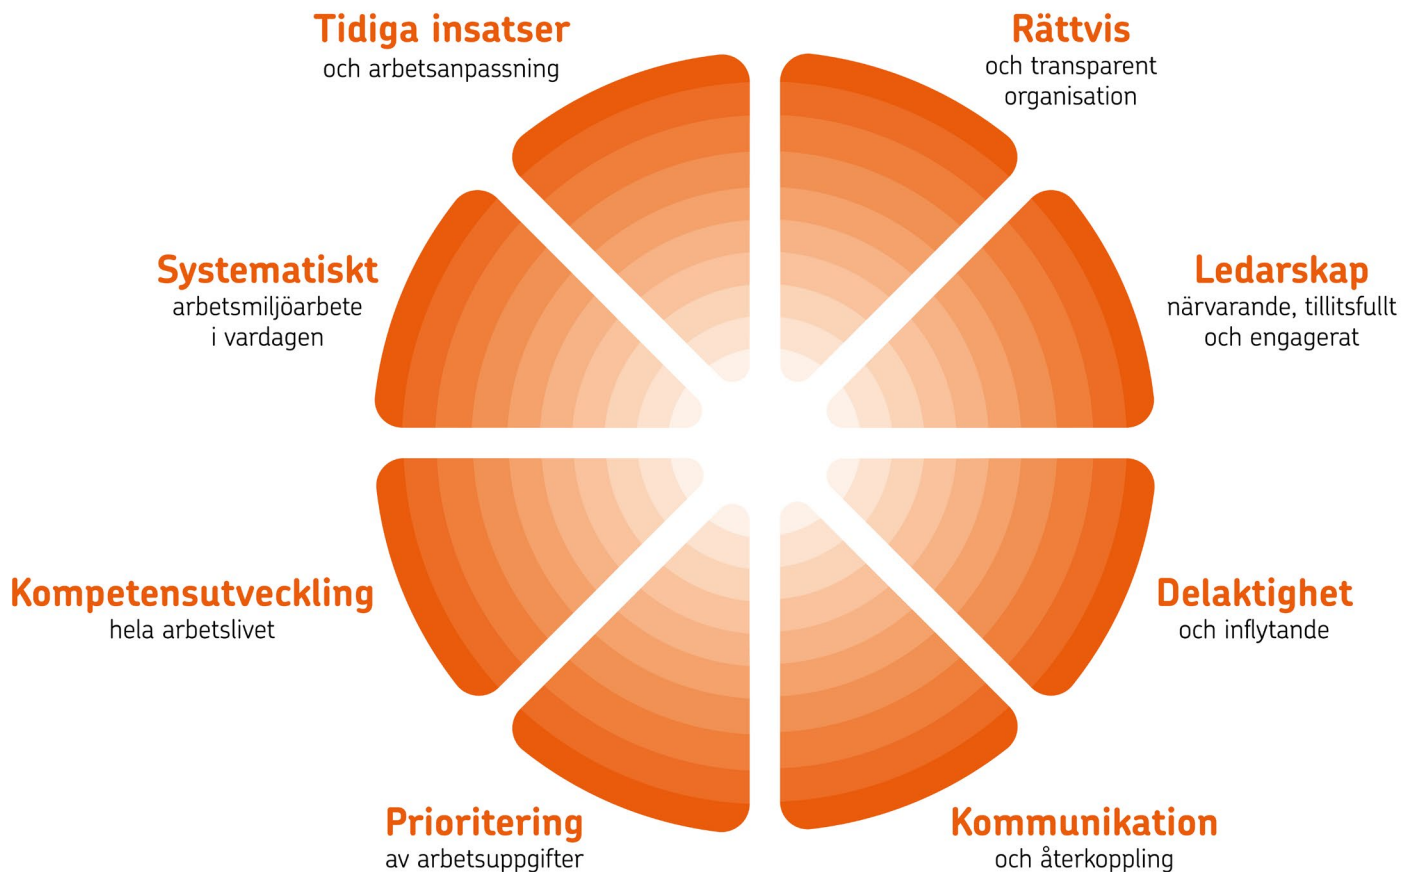 Tidiga insatser
och arbetsanpassning
Rättvis
och transparent
organisation
Systematiskt
arbetsmiljöarbete
i vardagen
Ledarskap
närvarande, tillitsfullt
och engagerat
Kompetensutveckling
hela arbetslivet
Delaktighet
och inflytande
Prioritering
av arbetsuppgifter
Kommunikation
och återkoppling